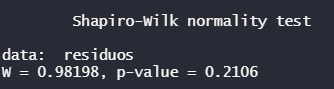 Shapiro-Wilk normality test
data:  residuos
W = 0.98198, p-value = 0.2106